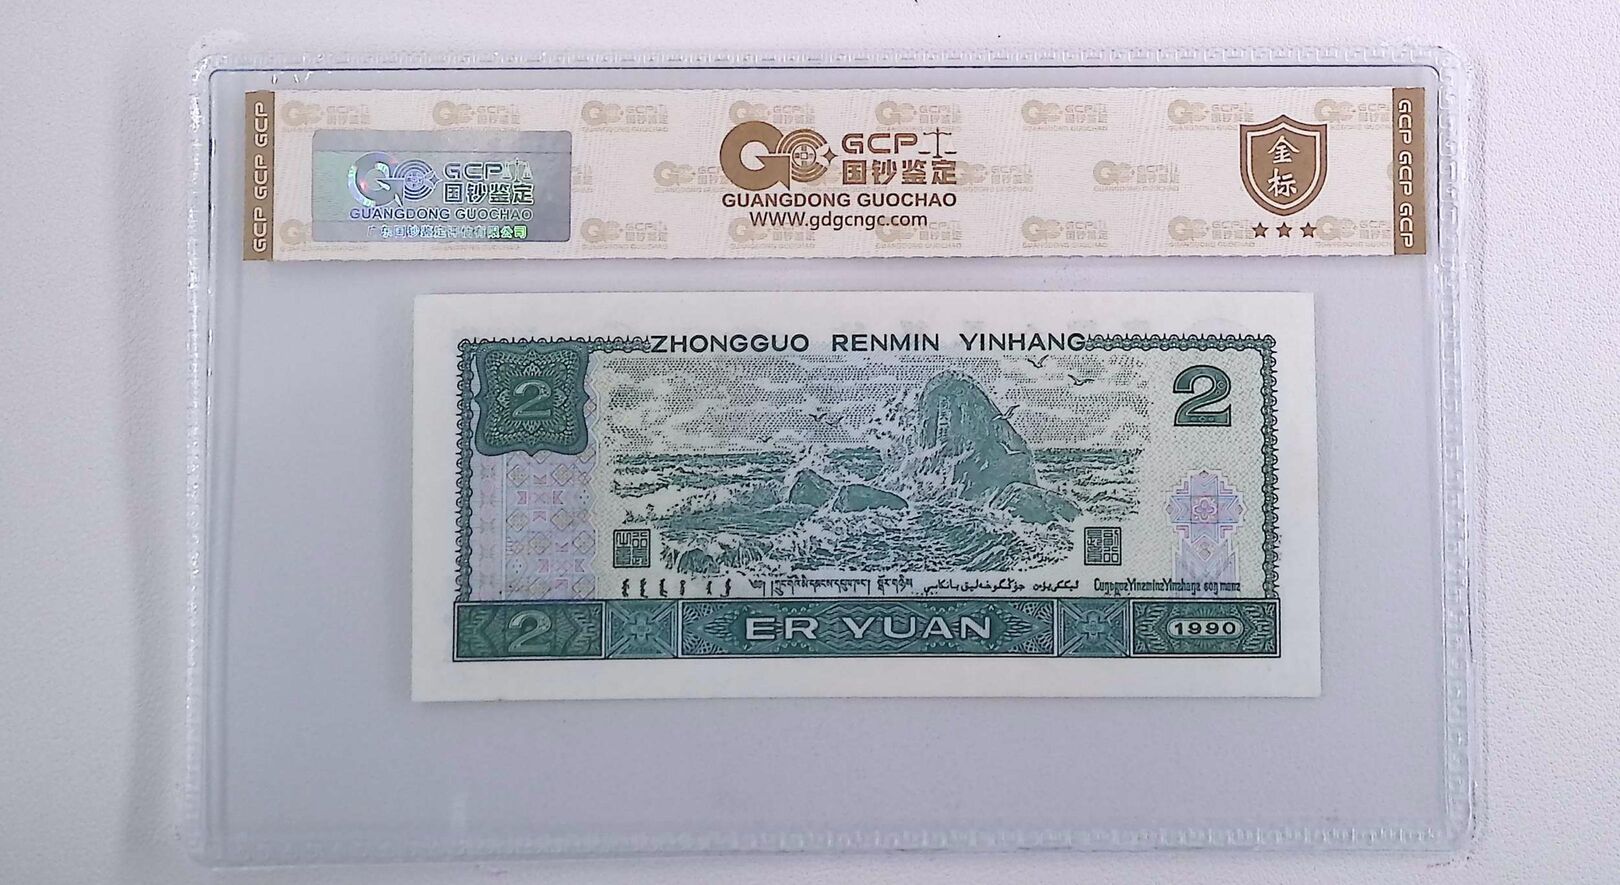 GCP GCP GCP
GCP
国钞鉴定
GUANGDONG GUOCHAO
广东国钞鉴定评估有限公司
GCP
国钞鉴定
GUANGDONG GUOCHAO
WWW.gdgcngc.com
金标
GCP GCP GCP
ZHONGGUO RENMIN YINHANG
2
2
2
ER YUAN
1990